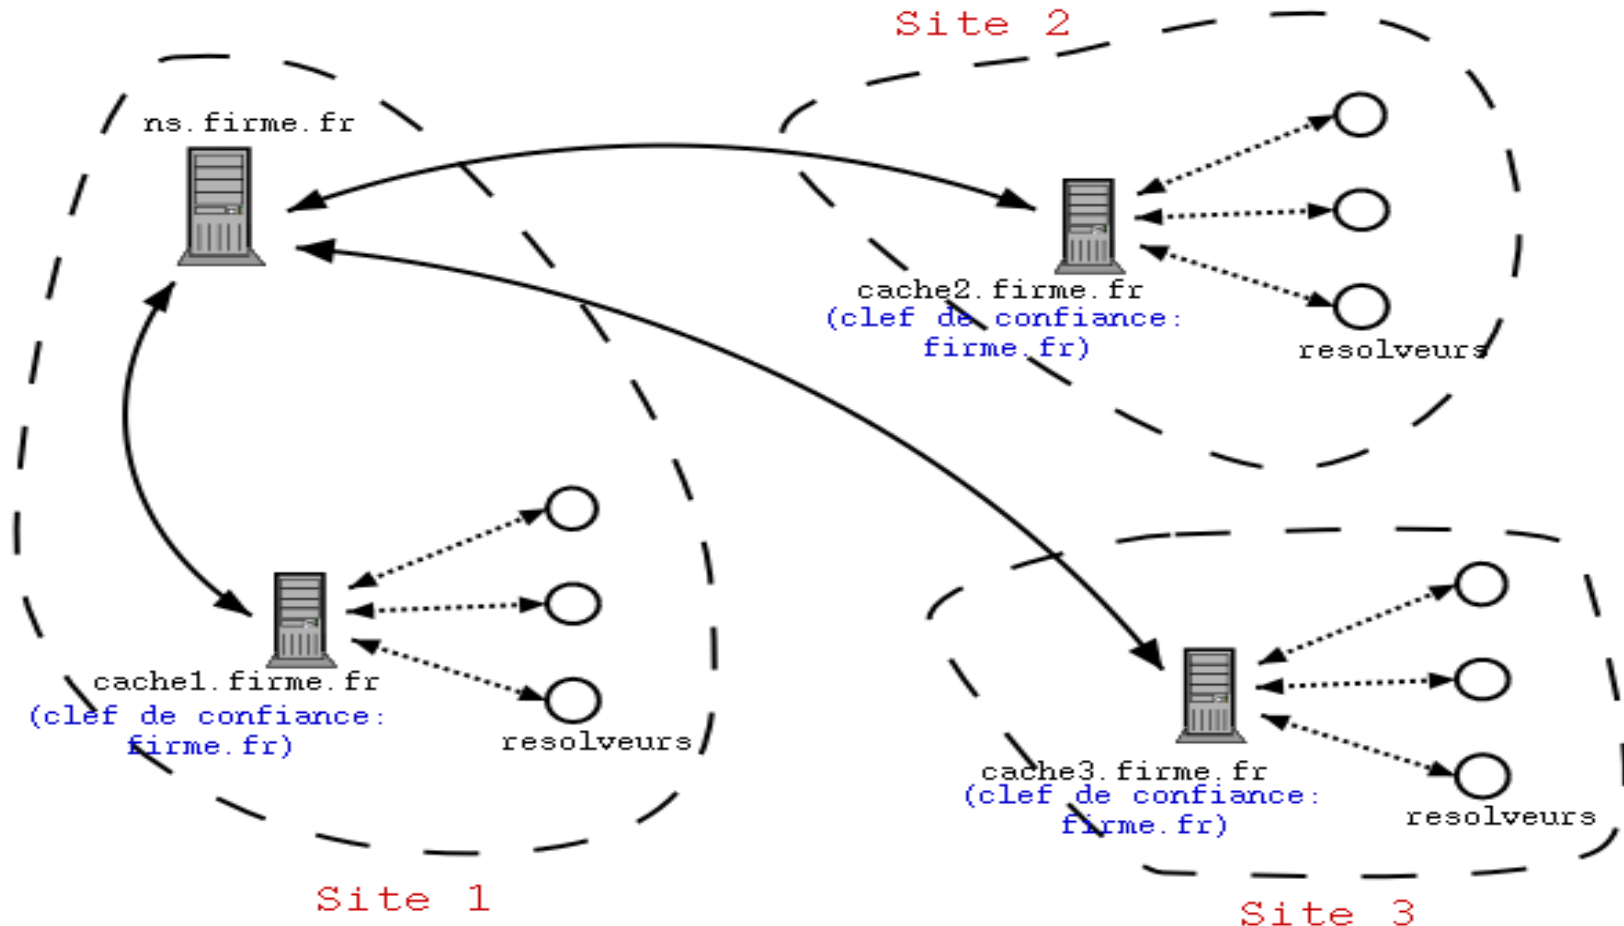 Site 2
ns.firme.fr
cache2.firme.fr
(clef de confiance:
firme.fr)
resolveurs
cache1.firme.fr
(clef de confiance:
firme.fr)
resolveurs
cache3.firme.fr
(clef de confiance:
firme.fr)
resolveurs
Site 1
Site 3